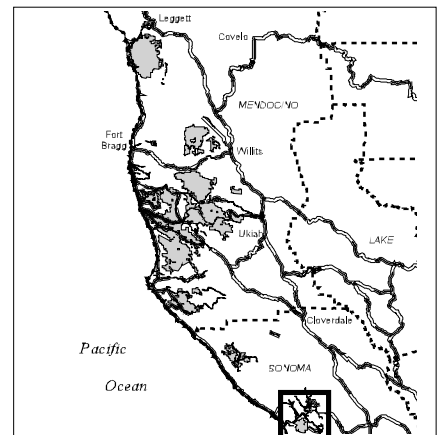 Leggett
Covelo
MENDOCINO
Fort
Bragg
Willits
Ukiah
LAKE
Cloverdale
Pacific
SONOMA
Ocean